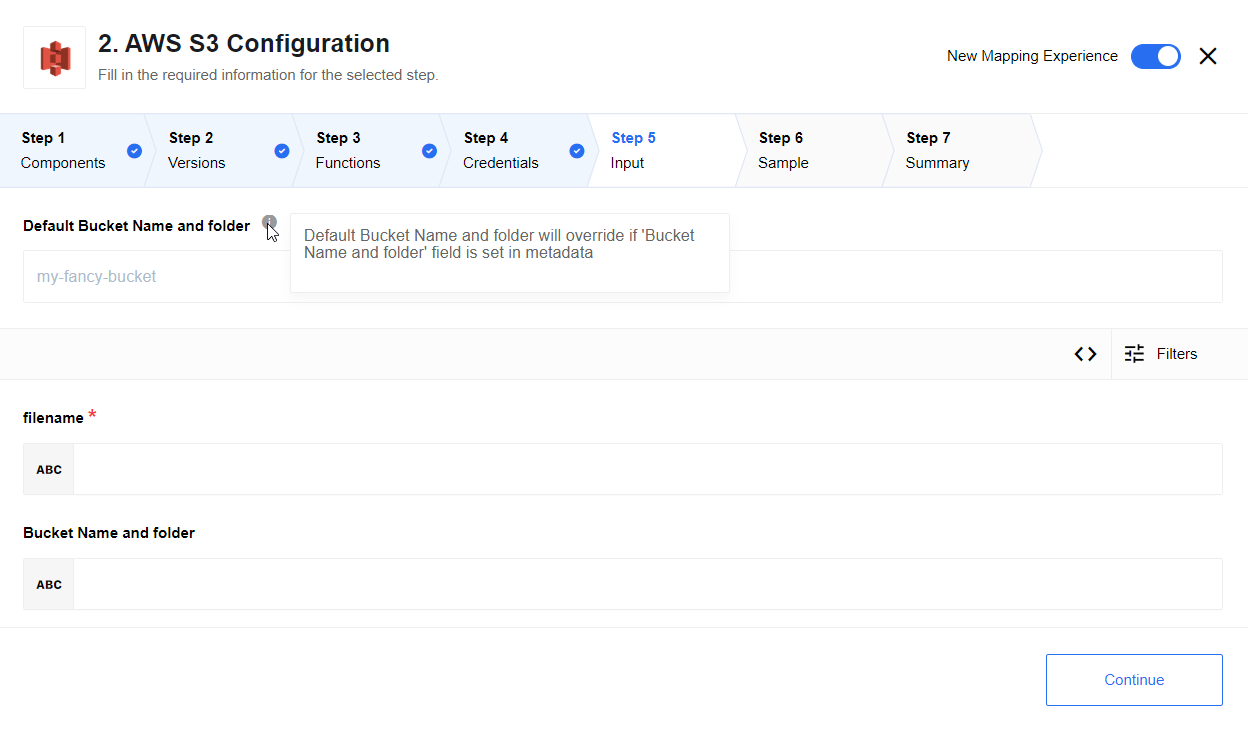 2. AWS S3 Configuration
Fill in the required information for the selected step.
New Mapping Experience
Step 1
Components
Step 2
Versions
Step 3
Functions
Step 4
Credentials
Step 5
Input
Step 6
Sample
Step 7
Summary
Default Bucket Name and folder
Default Bucket Name and folder will override if 'Bucket
Name and folder' field is set in metadata
my-fancy-bucket
Filters
filename *
ABC
Bucket Name and folder
ABC
Continue